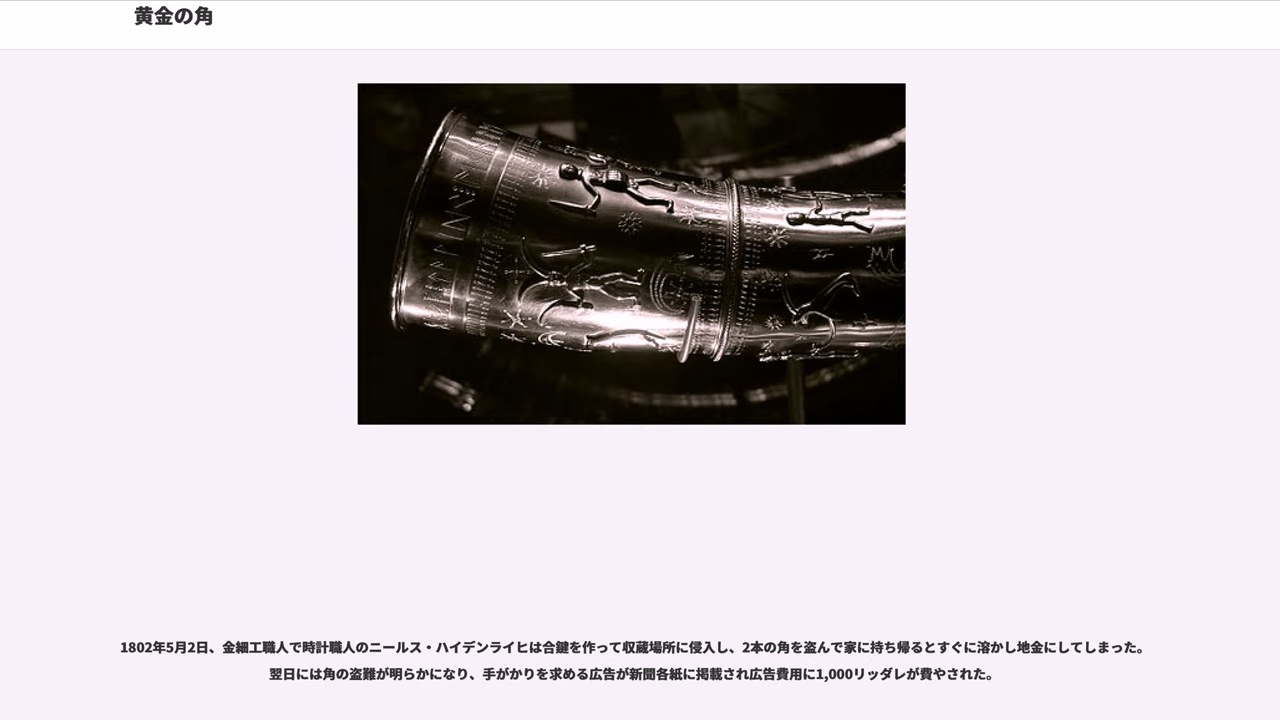 黄金の角
1802年5月2日、金細工職人で時計職人のニールス・ハイデンライヒは合鍵を作って収蔵場所に侵入し、2本の角を盗んで家に持ち帰るとすぐに溶かし地金にしてしまった。
翌日には角の盗難が明らかになり、手がかりを求める広告が新聞各紙に掲載され広告費用に1,000リッダレが費やされた。